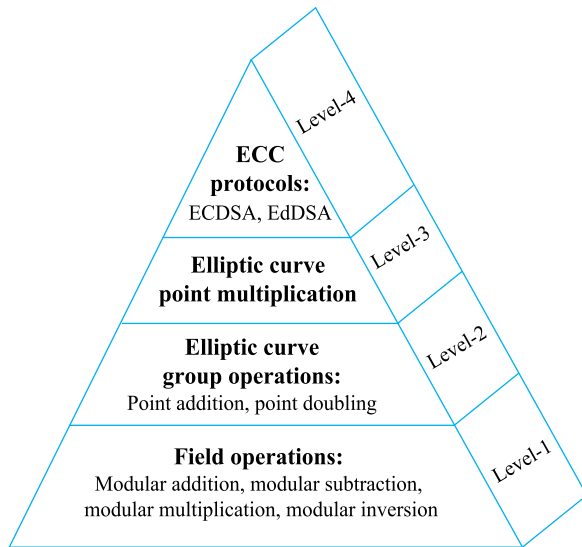 ECC
protocols:
ECDSA, EdDSA
Level-4
Elliptic curve
point multiplication
Level-3
Elliptic curve
group operations:
Point addition, point doubling
Level-2
Field operations:
Modular addition, modular subtraction,
modular multiplication, modular inversion
Level-1